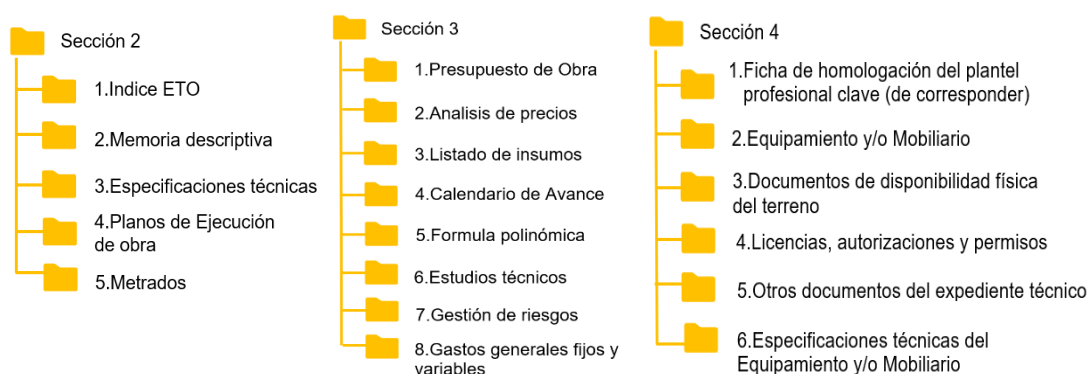 Sección 2
1.Indice ETO
2.Memoria descriptiva
3.Especificaciones técnicas
4.Planos de Ejecución
de obra
5.Metrados
Sección 3
1.Presupuesto de Obra
2.Analisis de precios
3.Listado de insumos
4.Calendario de Avance
5.Formula polinómica
6.Estudios técnicos
7.Gestión de riesgos
8.Gastos generales fijos y
variables
Sección 4
1.Ficha de homologación del plantel
profesional clave (de corresponder)
2.Equipamiento y/o Mobiliario
3.Documentos de disponibilidad física
del terreno
4.Licencias, autorizaciones y permisos
5.Otros documentos del expediente técnico
6.Especificaciones técnicas del
Equipamiento y/o Mobiliario